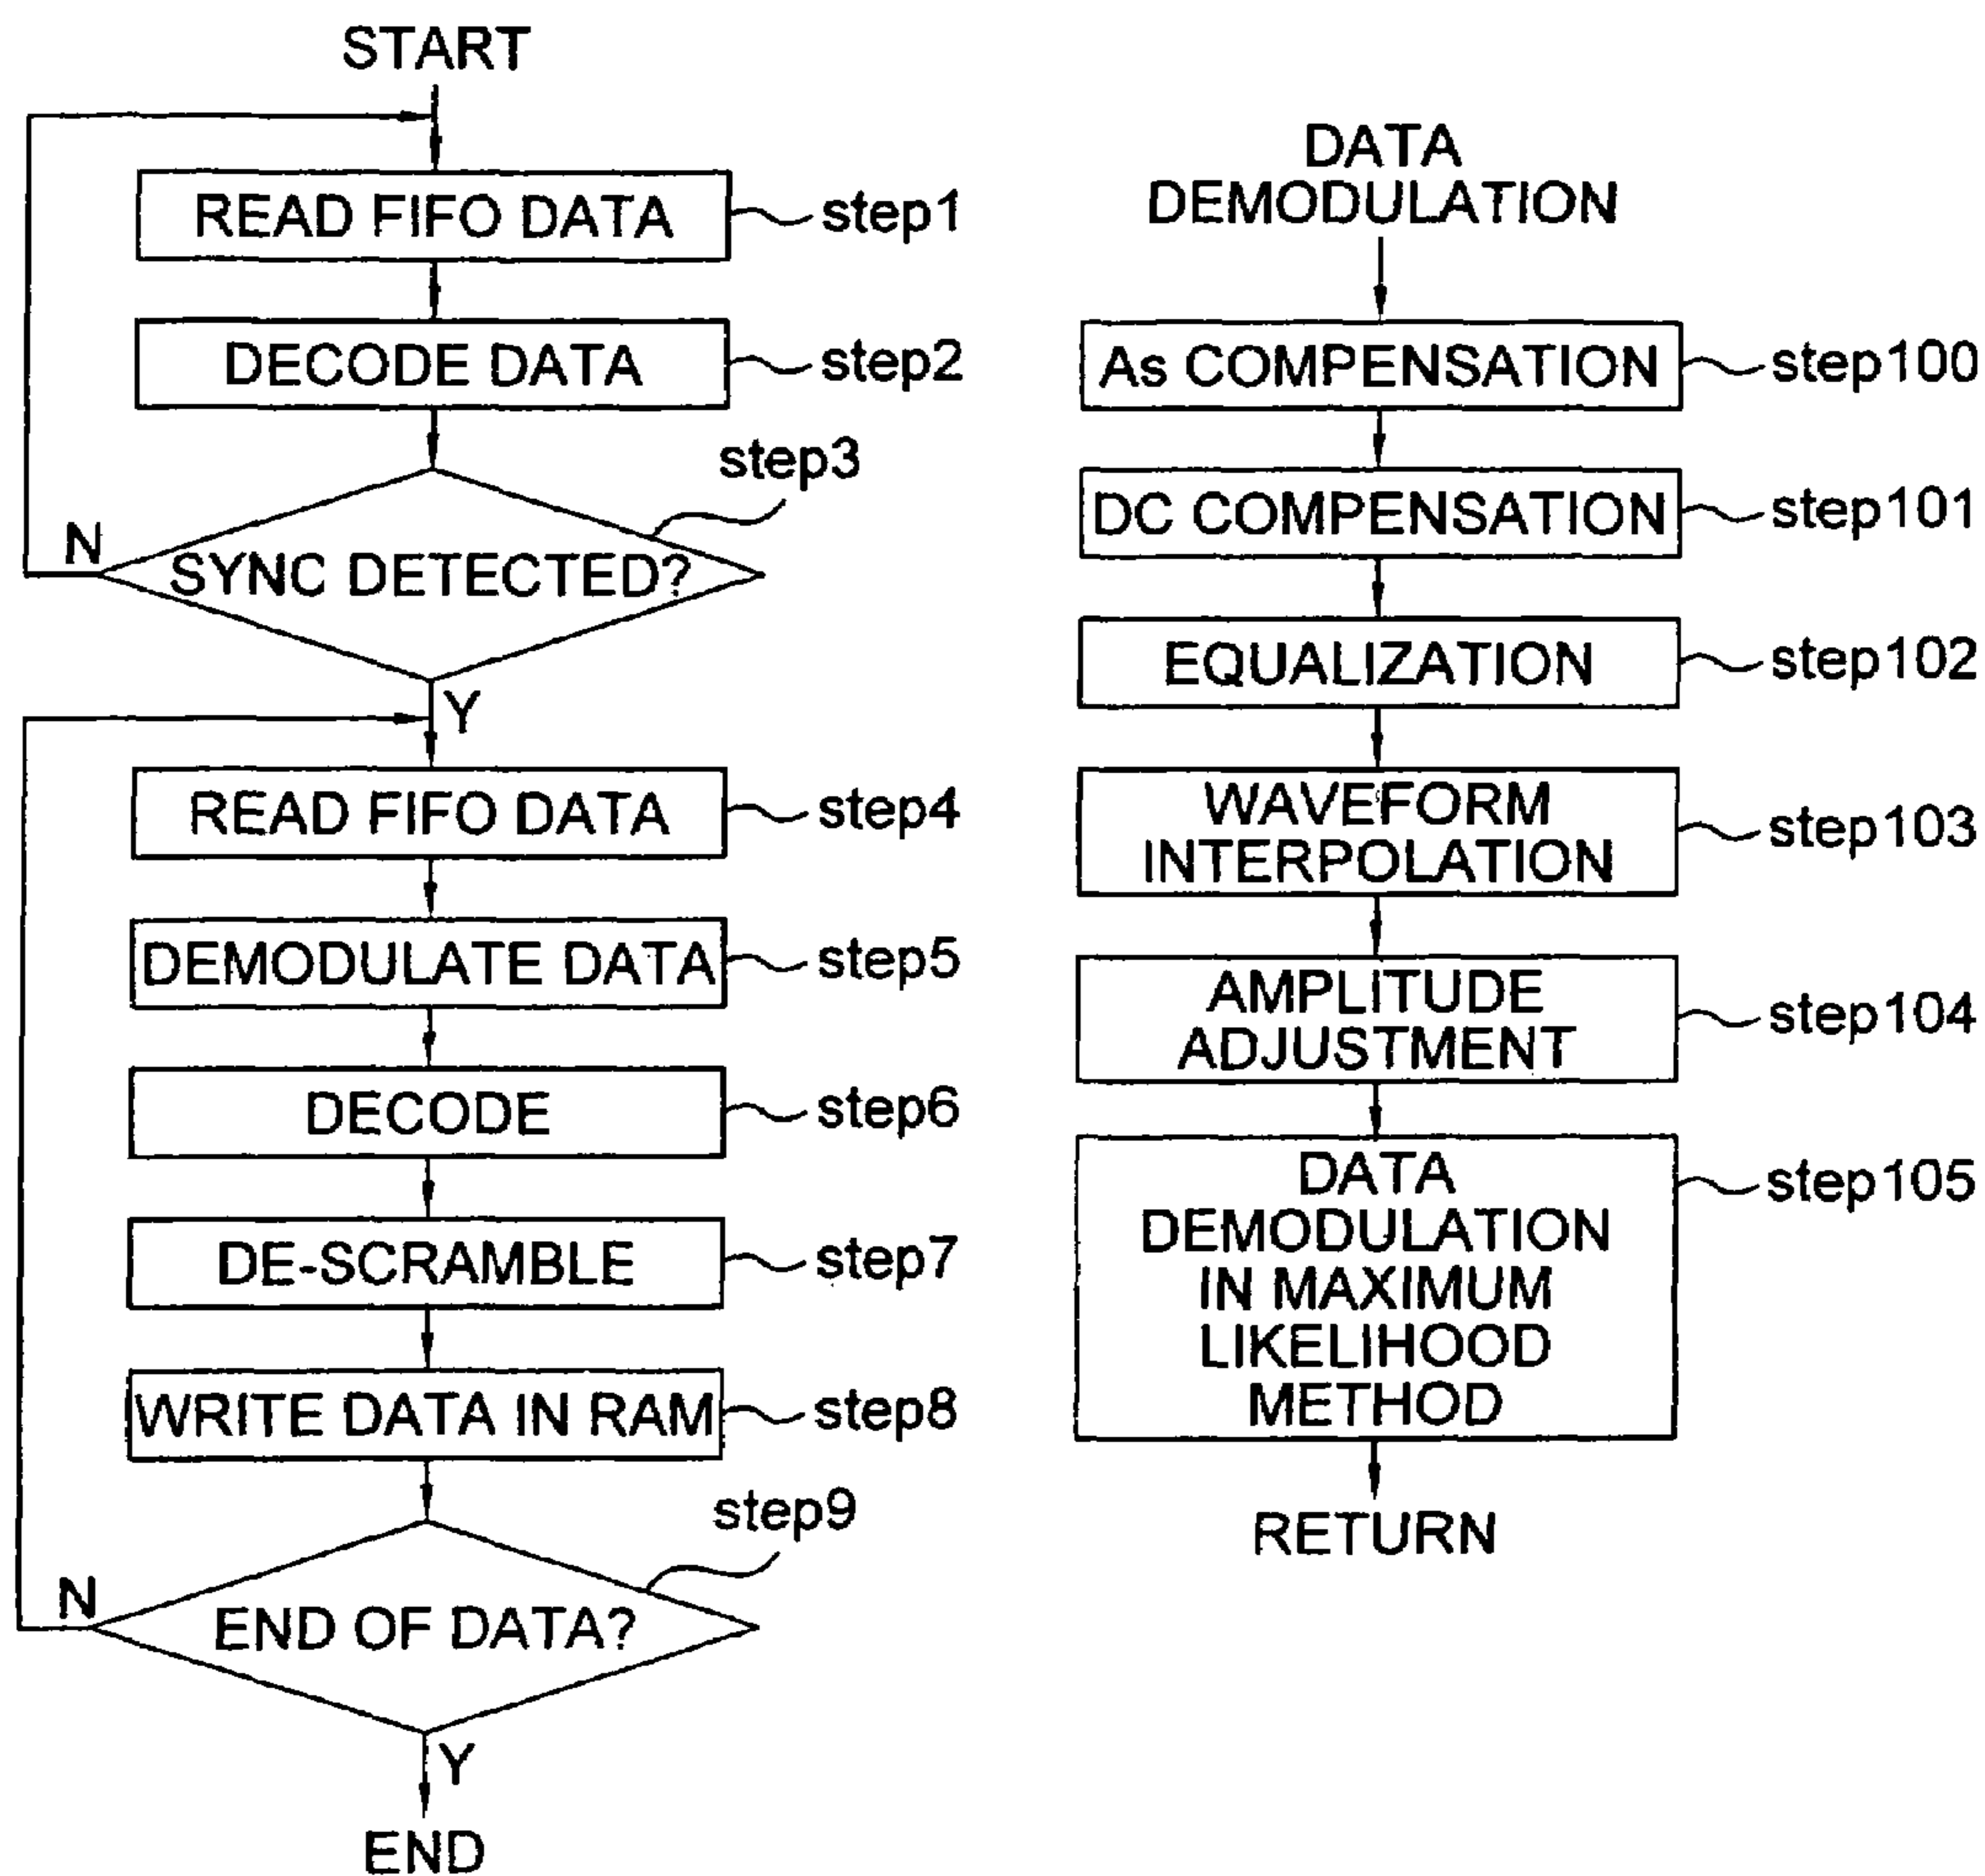 START
READ FIFO DATA
step1
DECODE DATA
step2
step3
N
SYNC DETECTED?
Y
READ FIFO DATA
step4
DEMODULATE DATA
step5
DECODE
step6
DE-SCRAMBLE
step7
WRITE DATA IN RAM
step8
step9
N
END OF DATA?
Y
END
DATA
DEMODULATION
As COMPENSATION
step100
DC COMPENSATION
step101
EQUALIZATION
step102
WAVEFORM
INTERPOLATION
step103
AMPLITUDE
ADJUSTMENT
step104
DATA
DEMODULATION
IN MAXIMUM
LIKELIHOOD
METHOD
step105
RETURN